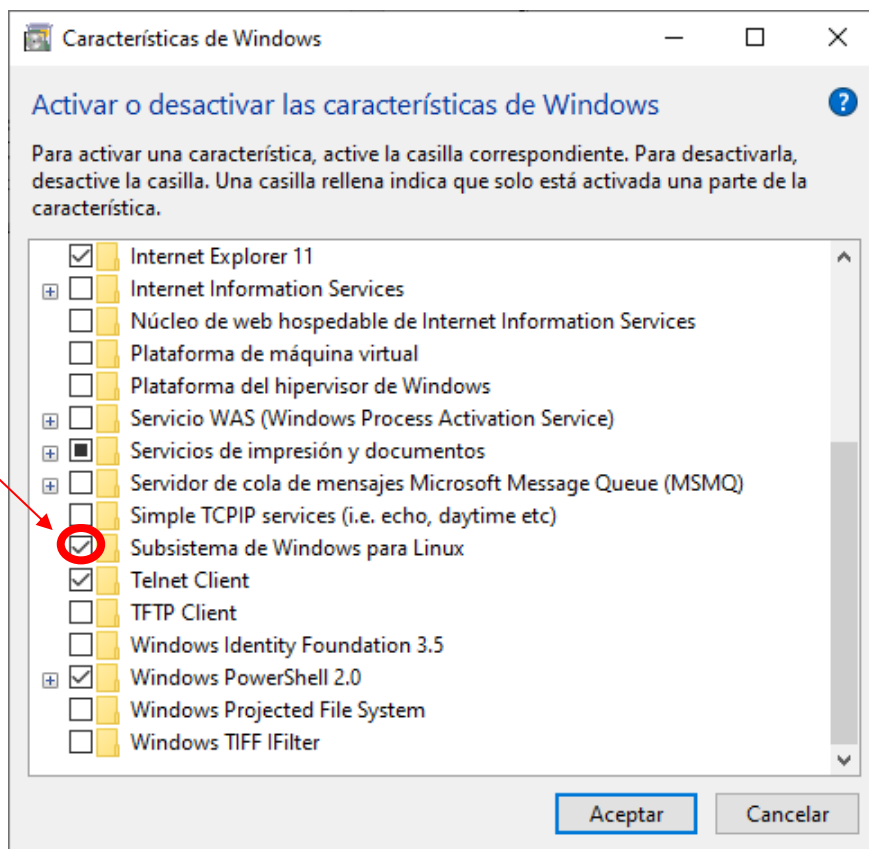 Características de Windows
Activar o desactivar las características de Windows
Para activar una característica, active la casilla correspondiente. Para desactivarla,
desactive la casilla. Una casilla rellena indica que solo está activada una parte de la
característica.
Internet Explorer 11
Internet Information Services
Núcleo de web hospedable de Internet Information Services
Plataforma de máquina virtual
Plataforma del hipervisor de Windows
Servicio WAS (Windows Process Activation Service)
Servicios de impresión y documentos
Servidor de cola de mensajes Microsoft Message Queue (MSMQ)
Simple TCPIP services (i.e. echo, daytime etc)
Subsistema de Windows para Linux
Telnet Client
TFTP Client
Windows Identity Foundation 3.5
Windows PowerShell 2.0
Windows Projected File System
Windows TIFF IFilter
Aceptar Cancelar